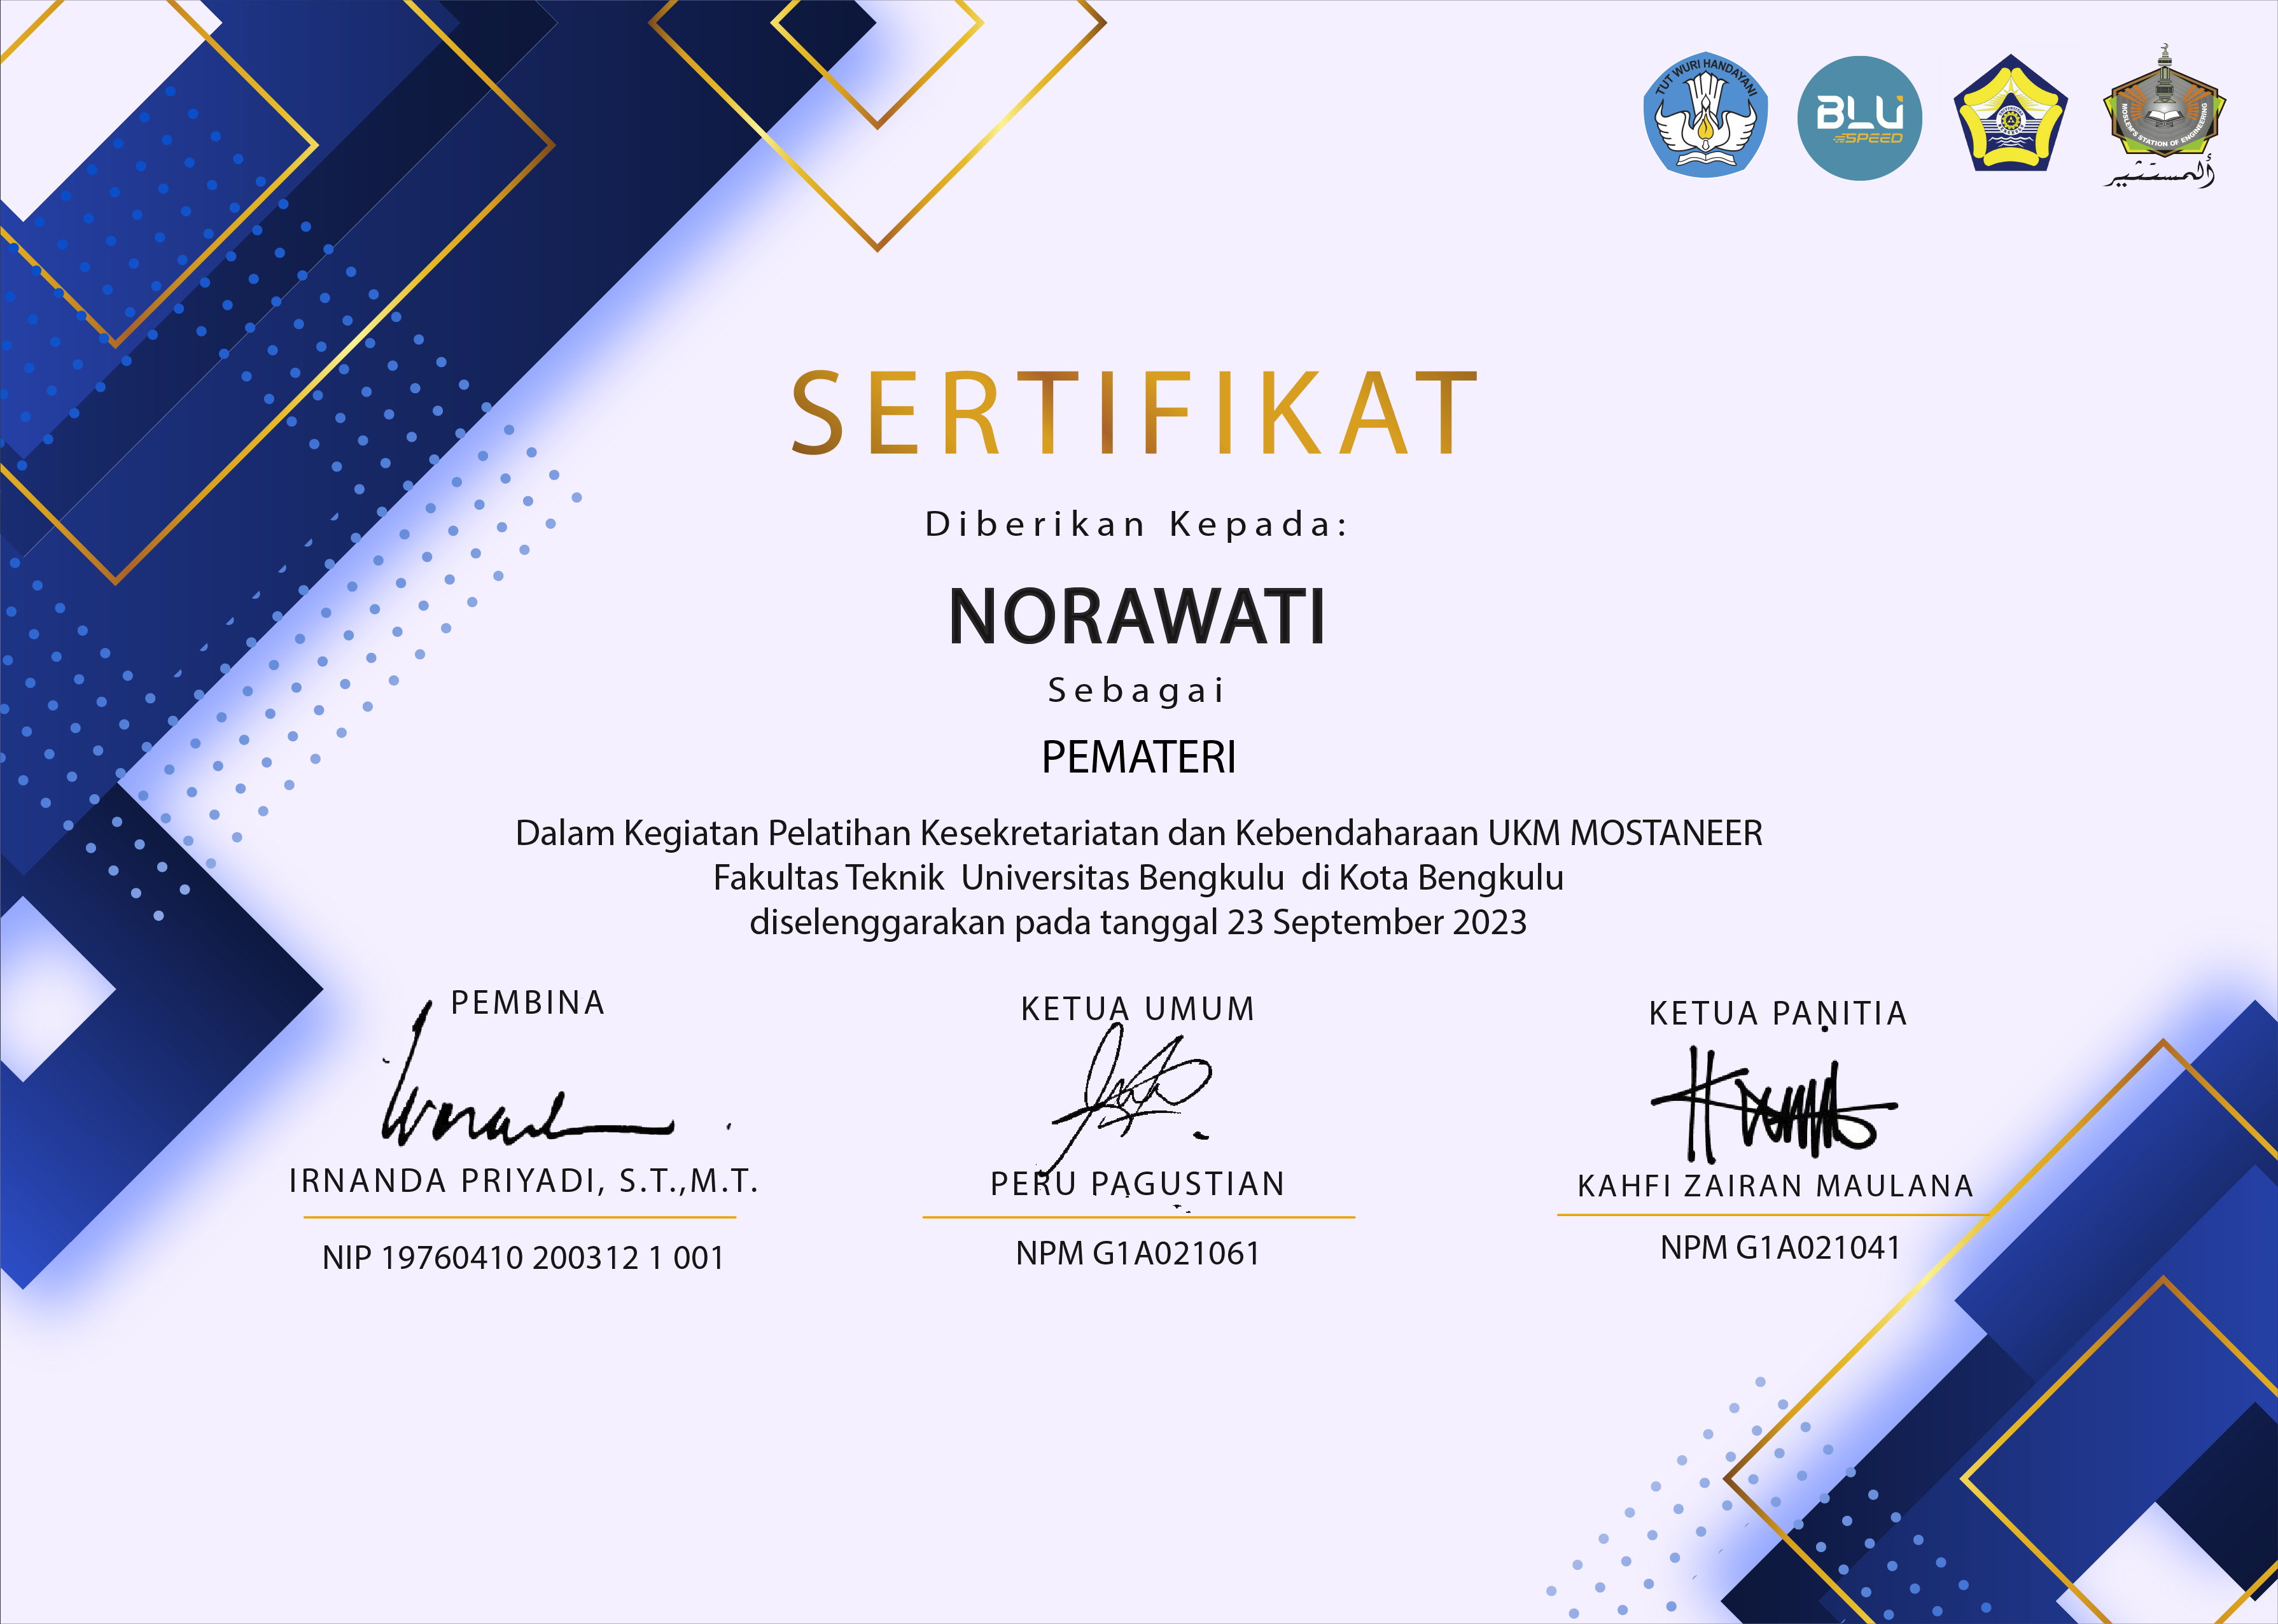 TUT WURI HANDAYANI
BLU
SPEED
MOSLEM'S STATION OF ENGINEERING
المستنير
SERTIFIKAT
Diberikan Kepada:
NORAWATI
Sebagai
PEMATERI
Dalam Kegiatan Pelatihan Kesekretariatan dan Kebendaharaan UKM MOSTANEER
Fakultas Teknik Universitas Bengkulu di Kota Bengkulu
diselenggarakan pada tanggal 23 September 2023
PEMBINA
KETUA UMUM
KETUA PANITIA
IRNANDA PRIYADI, S.T.,M.T.
PERU PAGUSTIAN
KAHFI ZAIRAN MAULANA
NIP 19760410 200312 1 001
NPM G1A021061
NPM G1A021041